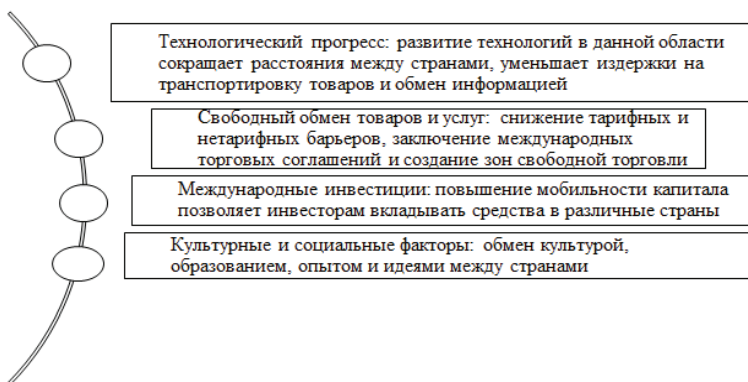 Технологический прогресс: развитие технологий в данной области
сокращает расстояния между странами, уменьшает издержки на
транспортировку товаров и обмен информацией
Свободный обмен товаров и услуг: снижение тарифных и
нетарифных барьеров, заключение международных
торговых соглашений и создание зон свободной торговли
Международные инвестиции: повышение мобильности капитала
позволяет инвесторам вкладывать средства в различные страны
Культурные и социальные факторы: обмен культурой,
образованием, опытом и идеями между странами